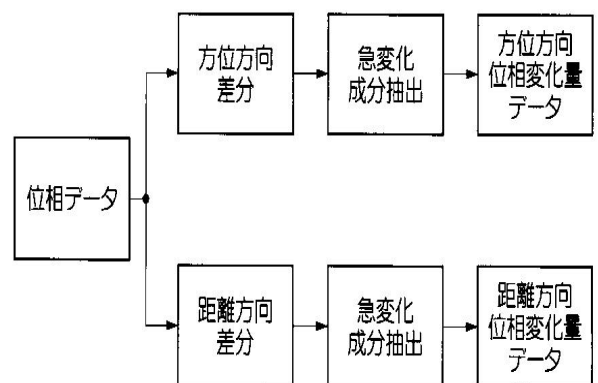 方位方向
差分
急変化
成分抽出
方位方向
位相変化量
データ
位相データ
距離方向
差分
急変化
成分抽出
距離方向
位相変化量
データ